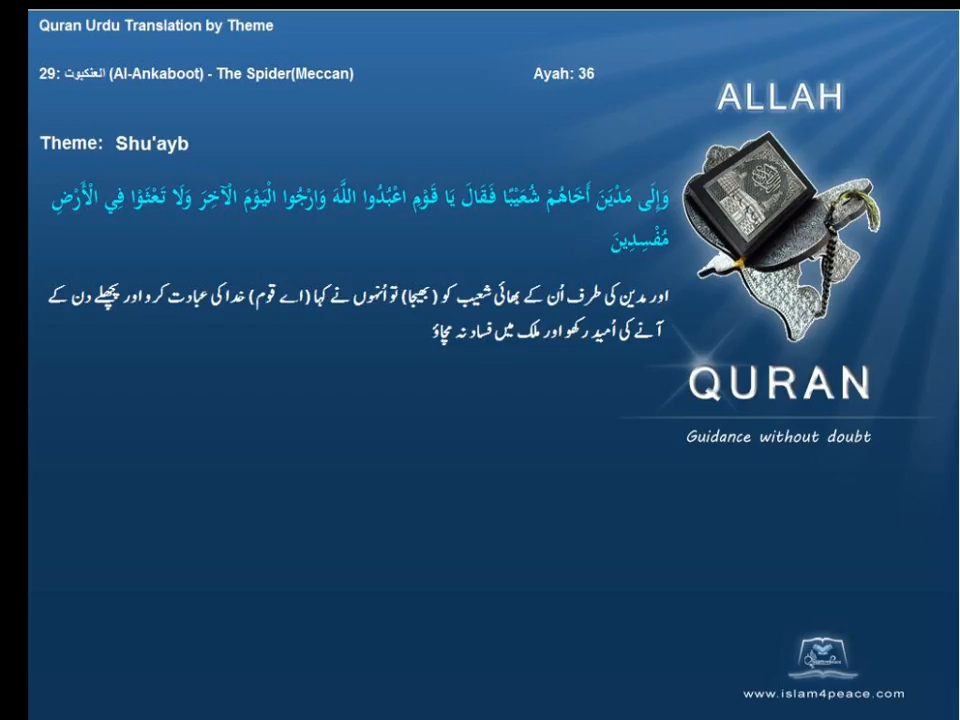 Quran Urdu Translation by Theme
29: العنكبوت (Al-Ankaboot) - The Spider(Meccan)
Ayah: 36
Theme: Shu'ayb
وَإِلَى مَدْيَنَ أَخَاهُمْ شُعَيْبًا فَقَالَ يَا قَوْمِ اعْبُدُوا اللَّهَ وَارْجُوا الْيَوْمَ الْآخِرَ وَلَا تَعْثَوْا فِي الْأَرْضِ
مُفْسِدِينَ
اور مدین کی طرف اُن کے بھائی شعیب کو (بھیجا) تو اُنہوں نے کہا (اے قوم) خدا کی عبادت کرو اور پچھلے دن کے
آنے کی اُمید رکھو اور ملک میں فساد نہ مچاؤ
ALLAH
QURAN
Guidance without doubt
www.islam4peace.com